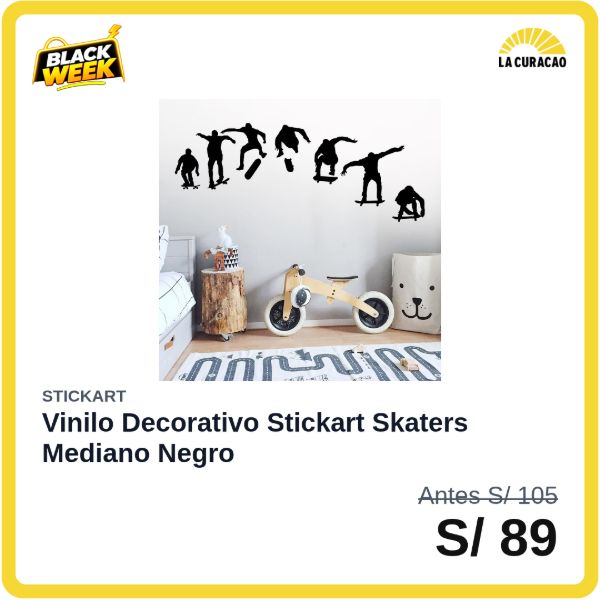 BLACK
WEEK
LA CURACAO
STICKART
Vinilo Decorativo Stickart Skaters
Mediano Negro
Antes S/ 105
S/ 89